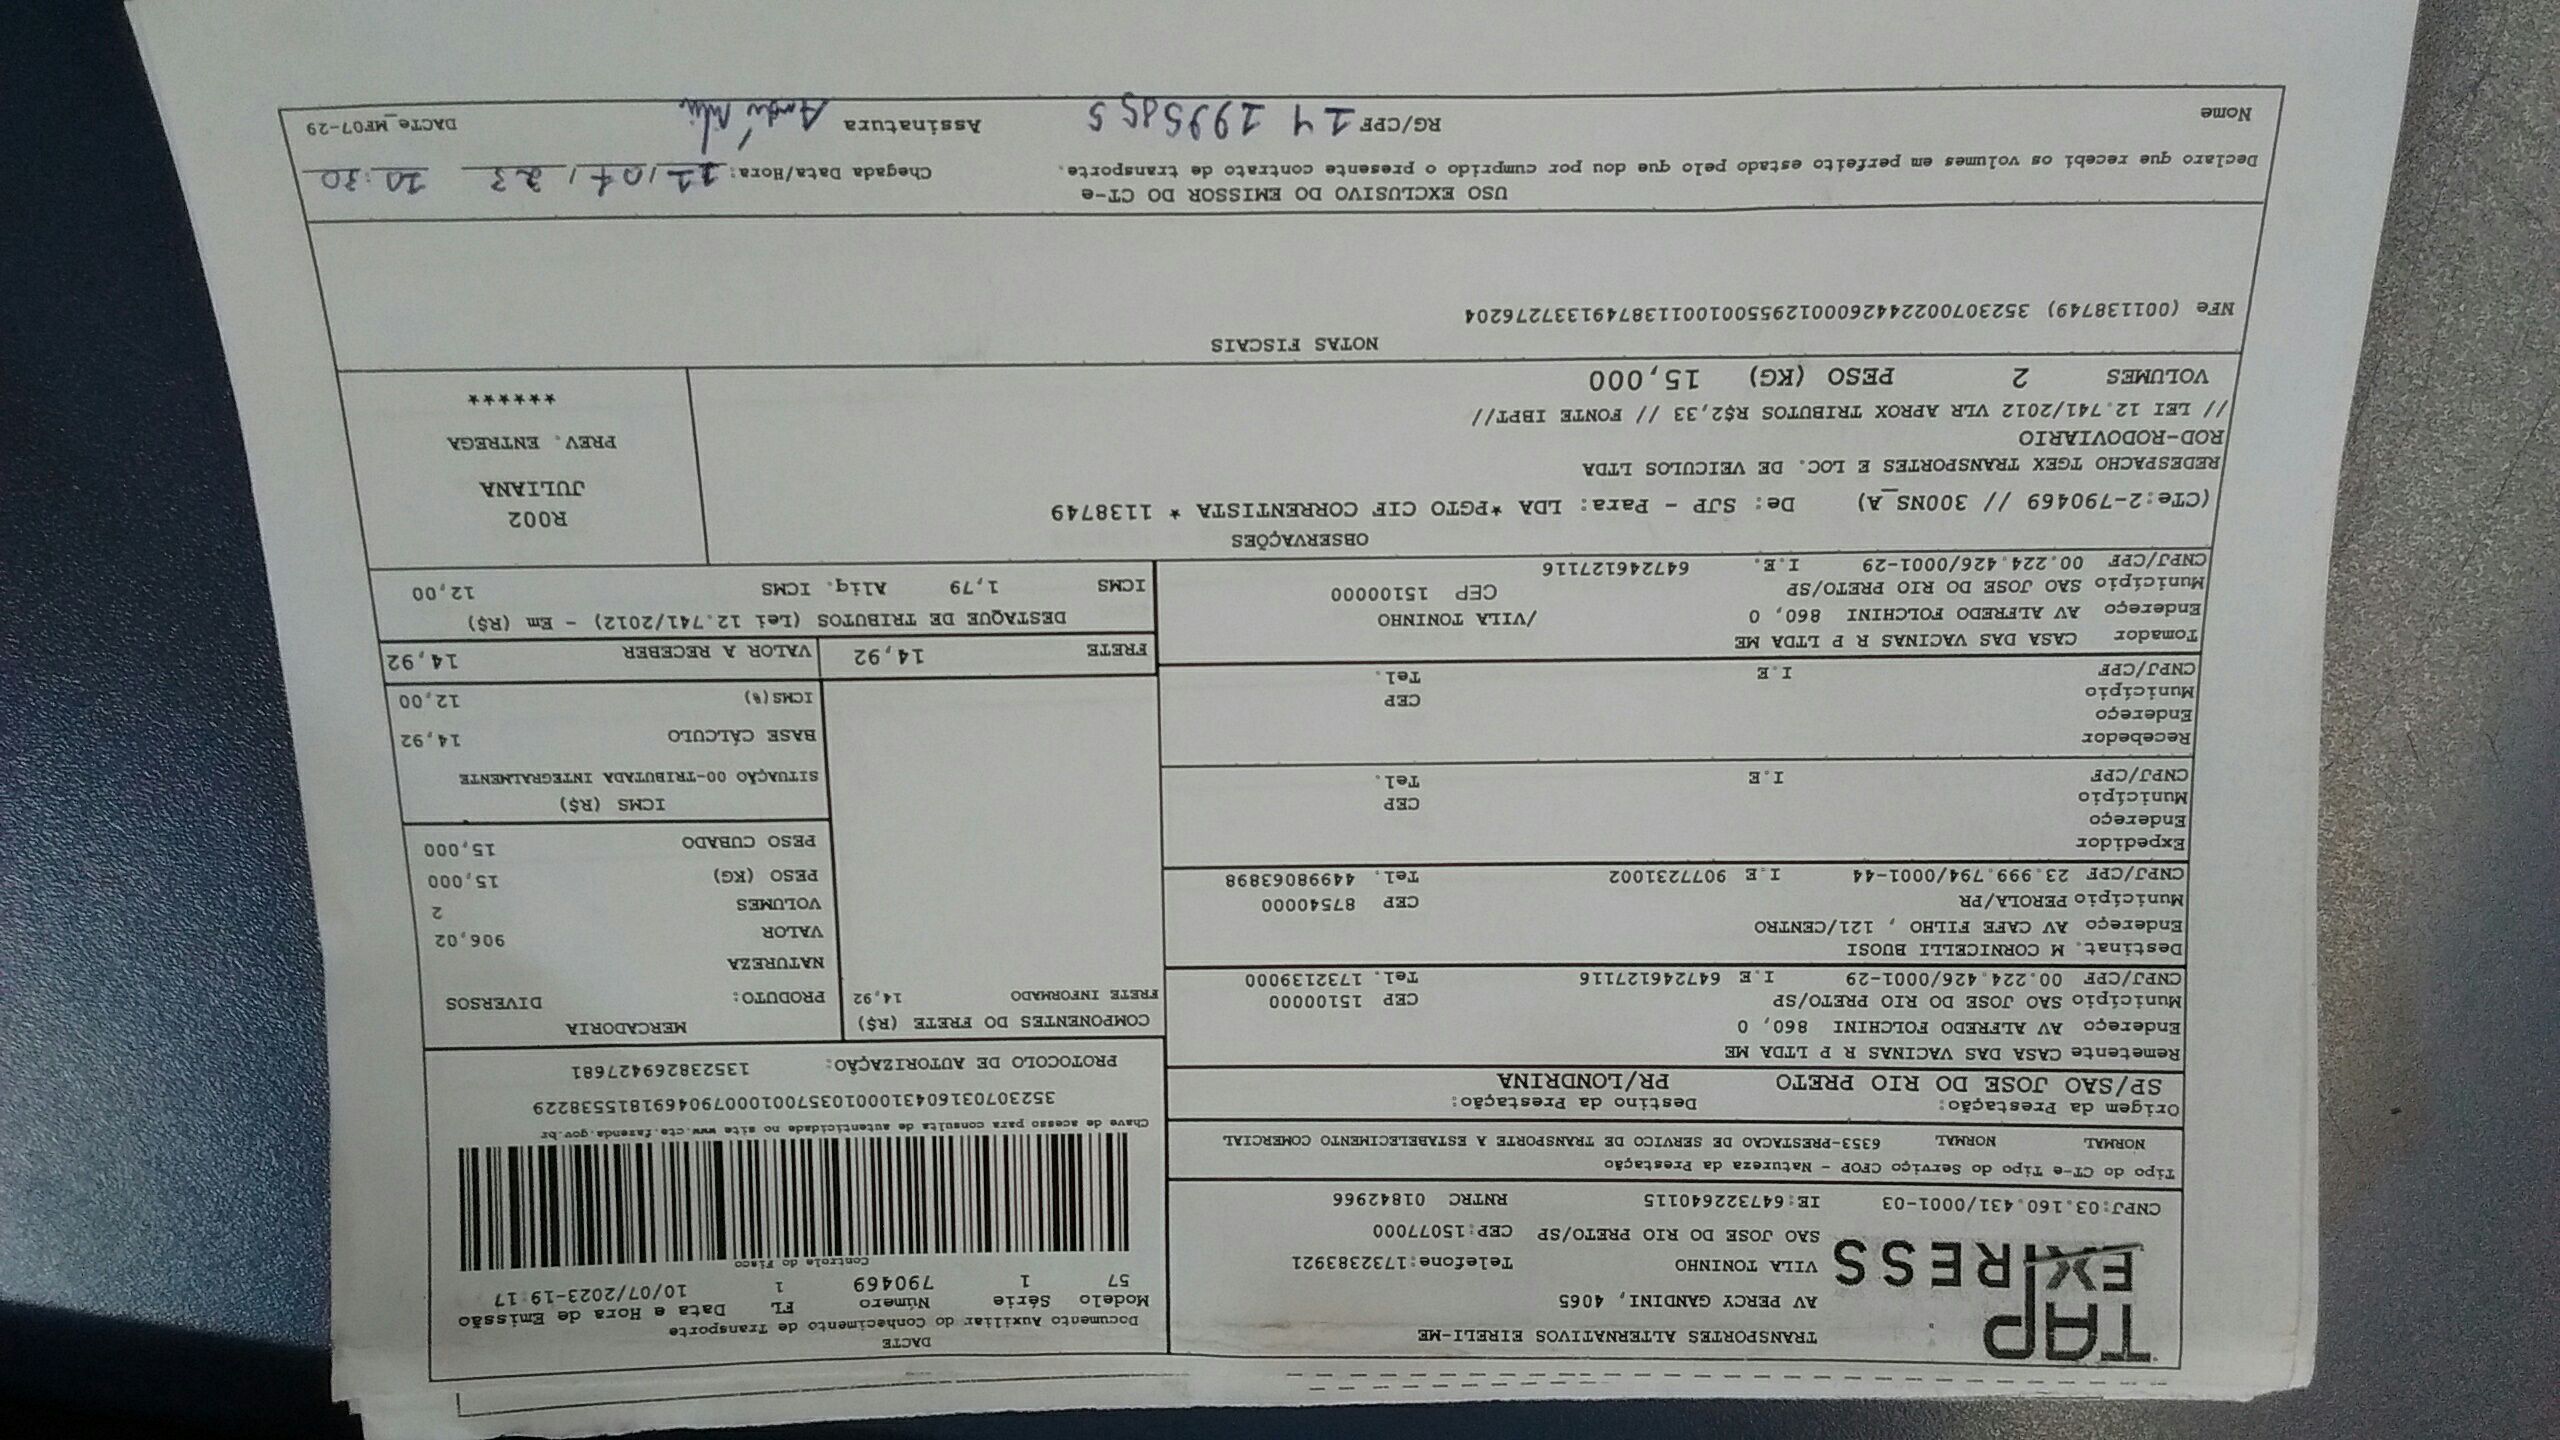 TAP
EXPRESS
TRANSPORTES ALTERNATIVOS EIRELI-ME
AV PERCY GANDINI, 4065
VILA TONINHO Telefone:1732383921
SAO JOSE DO RIO PRETO/SP CEP:15077000
CNPJ:03.160.431/0001-03 IE:647322640115 RNTRC 01842966
DACTE
Documento Auxiliar do Conhecimento de Transporte
Modelo Série Número FL Data e Hora de Emissão
57 1 790469 1 10/07/2023-19:17
Controle do Fisco
Chave de acesso para consulta de autenticidade no site www.cte.fazenda.gov.br
35230703160431000103570010007904691815538229
PROTOCOLO DE AUTORIZAÇÃO: 135238269427681
Tipo do CT-e Tipo do Serviço CFOP - Natureza da Prestação
NORMAL NORMAL 6353-PRESTACAO DE SERVICO DE TRANSPORTE A ESTABELECIMENTO COMERCIAL
Origem da Prestação: Destino da Prestação:
SP/SAO JOSE DO RIO PRETO PR/LONDRINA
Remetente CASA DAS VACINAS R P LTDA ME
Endereço AV ALFREDO FOLCHINI 860, 0
Município SAO JOSE DO RIO PRETO/SP CEP 15100000
CNPJ/CPF 00.224.426/0001-29 I.E 647246127116 Tel. 1732139000
Destinat. M CORNICELLI BUOSI
Endereço AV CAFE FILHO , 121/CENTRO
Município PEROLA/PR CEP 87540000
CNPJ/CPF 23.999.794/0001-44 I.E 9077231002 Tel. 44998063898
Expedidor
Endereço
Município CEP
CNPJ/CPF I.E Tel.
Recebedor
Endereço
Município CEP
CNPJ/CPF I.E Tel.
Tomador CASA DAS VACINAS R P LTDA ME
Endereço AV ALFREDO FOLCHINI 860, 0 /VILA TONINHO
Município SAO JOSE DO RIO PRETO/SP CEP 15100000
CNPJ/CPF 00.224.426/0001-29 I.E. 647246127116
COMPONENTES DO FRETE (R$)
FRETE INFORMADO 14,92
MERCADORIA
PRODUTO: DIVERSOS
NATUREZA
VALOR 906,02
VOLUMES 2
PESO (KG) 15,000
PESO CUBADO 15,000
ICMS (R$)
SITUAÇÃO 00-TRIBUTADA INTEGRALMENTE
BASE CÁLCULO 14,92
ICMS(%) 12,00
FRETE 14,92 VALOR A RECEBER 14,92
DESTAQUE DE TRIBUTOS (Lei 12.741/2012) - Em (R$)
ICMS 1,79 Aliq. ICMS 12,00
OBSERVAÇÕES
(CTe:2-790469 // 300NS_A) De: SJP - Para: LDA *PGTO CIF CORRENTISTA * 1138749
REDESPACHO TGEX TRANSPORTES E LOC. DE VEICULOS LTDA
ROD-RODOVIARIO
// LEI 12.741/2012 VLR APROX TRIBUTOS R$2,33 // FONTE IBPT//
VOLUMES 2 PESO (KG) 15,000
R002
JULIANA
PREV. ENTREGA
******
NOTAS FISCAIS
NFe (001138749) 35230700224426000129550010011387491337276204
USO EXCLUSIVO DO EMISSOR DO CT-e
Declaro que recebi os volumes em perfeito estado pelo que dou por cumprido o presente contrato de transporte.
Chegada Data/Hora: 11/07/23 10:30
Nome RG/CPF Assinatura
DACTe_MF07-29